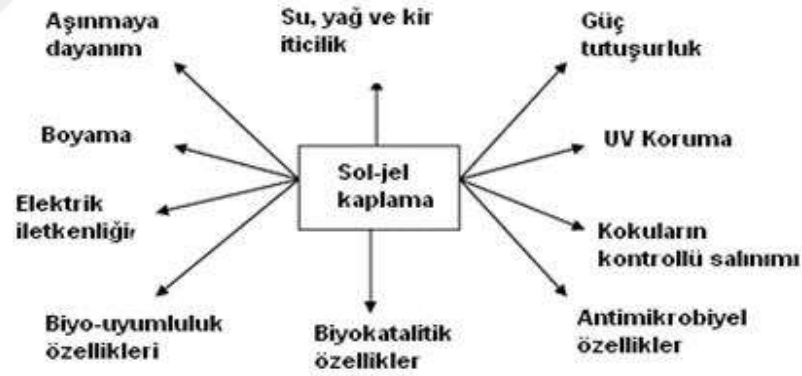 Aşınmaya
dayanım
Su, yağ ve kir
iticilik
Güç
tutuşurluk
Boyama
UV Koruma
Sol-jel
kaplama
Elektrik
iletkenliği,
Kokuların
kontrollü salınımı
Biyo-uyumluluk
özellikleri
Biyokatalitik
özellikler
Antimikrobiyel
özellikler